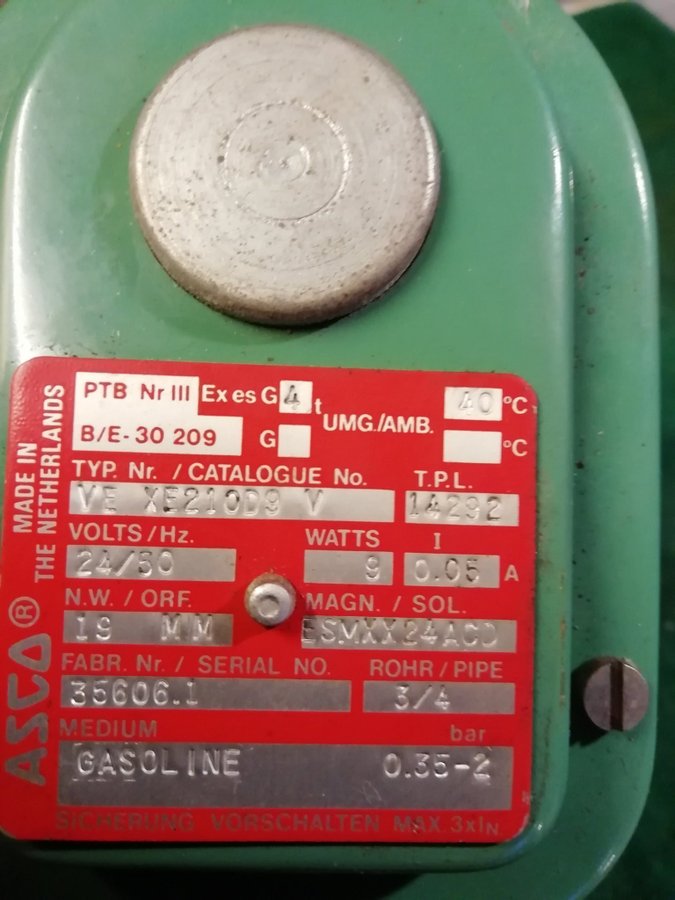 PTB Nr III Ex es G 4 t UMG./AMB. 40 °C
B/E-30 209 G °C
TYP. Nr. / CATALOGUE No. T.P.L.
VE XE210D9 V 14292
VOLTS/Hz. WATTS I
24/50 9 0.05 A
N.W. / ORF. MAGN. / SOL.
19 MM ESMXX24ACD
FABR. Nr. / SERIAL NO. ROHR/PIPE
35606.1 3/4
MEDIUM bar
GASOLINE 0.35-2
SICHERUNG VORSCHALTEN MAX. 3xIN
ASCO®
MADE IN
THE NETHERLANDS